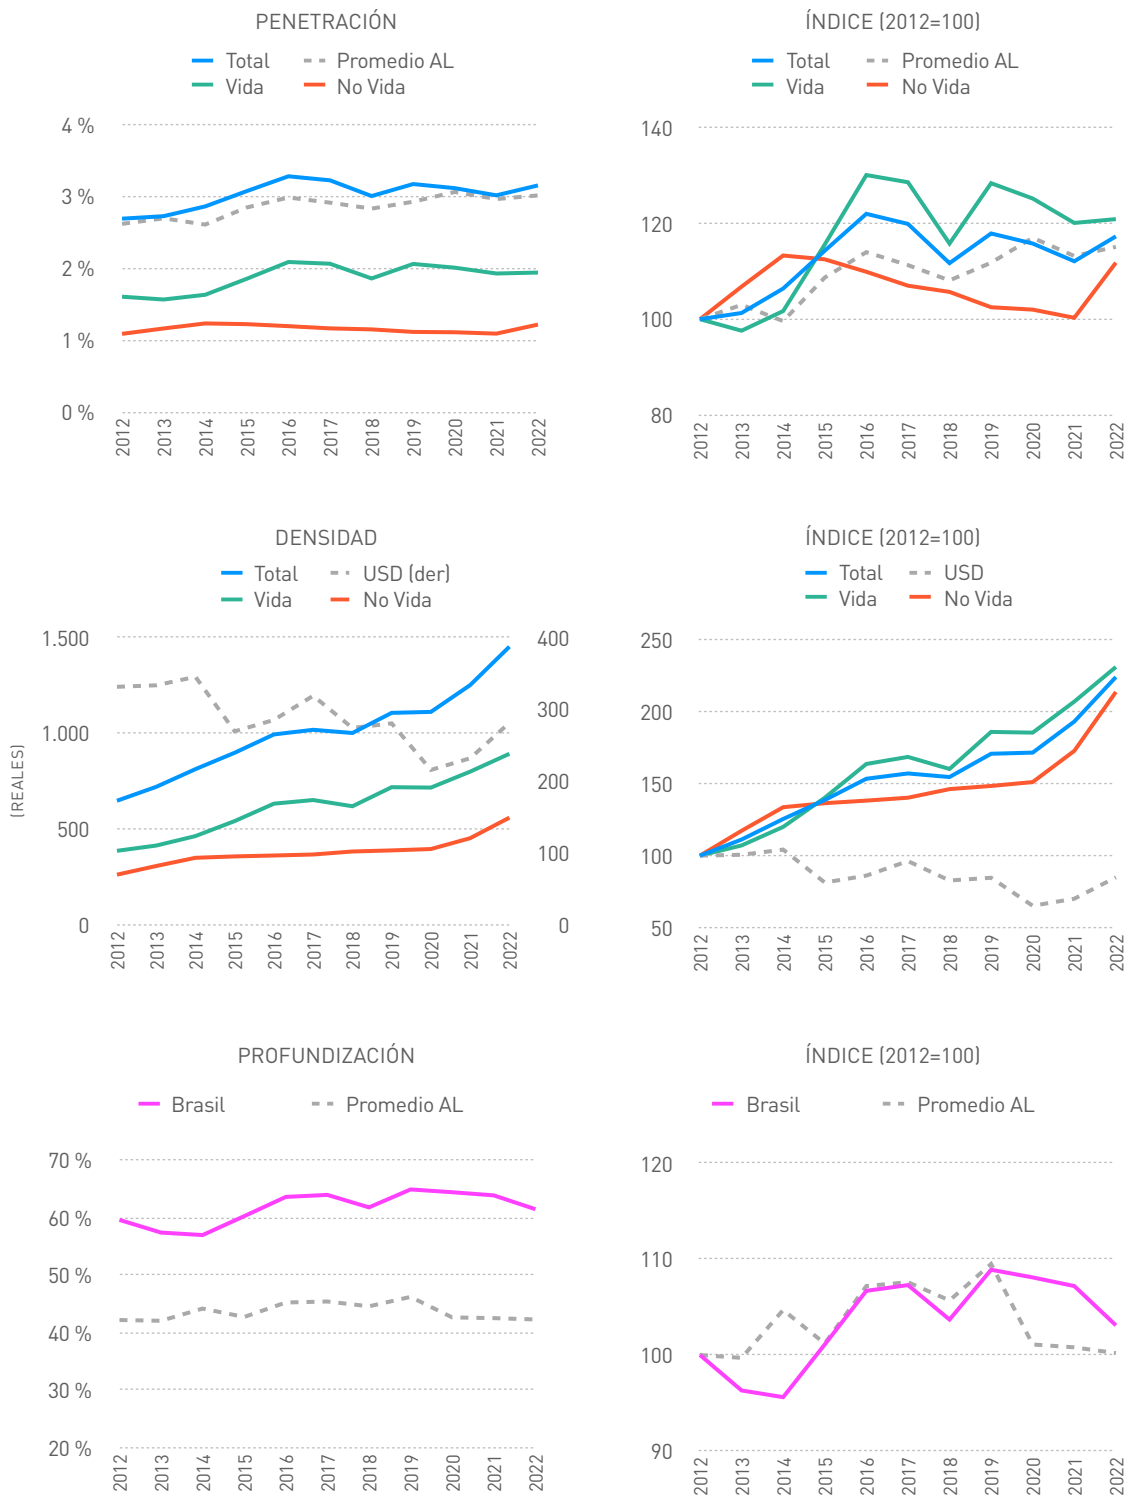 PENETRACIÓN
Total Promedio AL
Vida No Vida
4 %
3 %
2 %
1 %
0 %
2012 2013 2014 2015 2016 2017 2018 2019 2020 2021 2022
ÍNDICE (2012=100)
Total Promedio AL
Vida No Vida
140
120
100
80
2012 2013 2014 2015 2016 2017 2018 2019 2020 2021 2022
DENSIDAD
Total USD (der)
Vida No Vida
(REALES)
1.500 400
300
1.000
200
500
100
0 0
2012 2013 2014 2015 2016 2017 2018 2019 2020 2021 2022
ÍNDICE (2012=100)
Total USD
Vida No Vida
250
200
150
100
50
2012 2013 2014 2015 2016 2017 2018 2019 2020 2021 2022
PROFUNDIZACIÓN
Brasil Promedio AL
70 %
60 %
50 %
40 %
30 %
20 %
2012 2013 2014 2015 2016 2017 2018 2019 2020 2021 2022
ÍNDICE (2012=100)
Brasil Promedio AL
120
110
100
90
2012 2013 2014 2015 2016 2017 2018 2019 2020 2021 2022